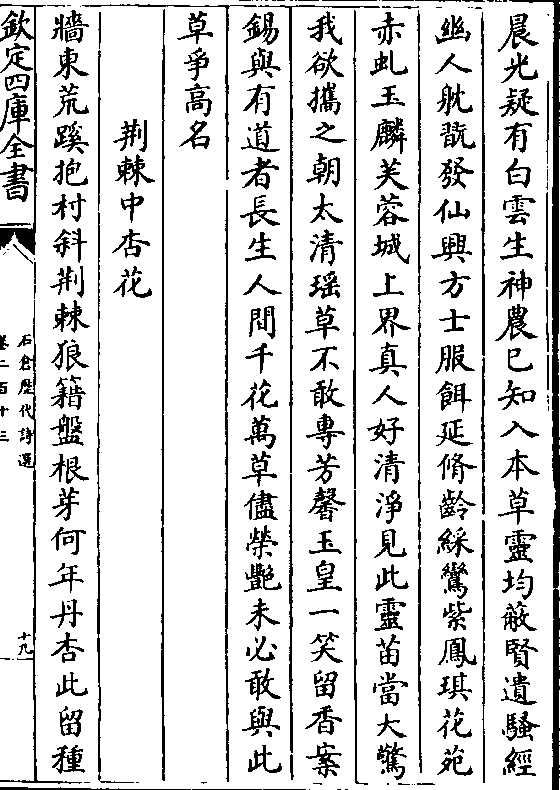 晨光疑有白雲生神農已知入本草靈均蔽賢遺騷經
幽人躭翫發仙興方士服餌延脩齡綵鸞紫鳳琪花苑
赤虬玉麟芙蓉城上界真人好清淨見此靈苗當大驚
我欲攜之朝太清瑶草不敢專芳馨玉皇一笑留香案
錫與有道者長生人間千花萬草儘榮艷未必敢與此
草爭高名
荆棘中杏花
牆東荒蹊抱村斜荆棘狼籍盤根芽何年丹杏此留種
欽定四庫全書
石倉歷代詩選
卷二百十三
十九